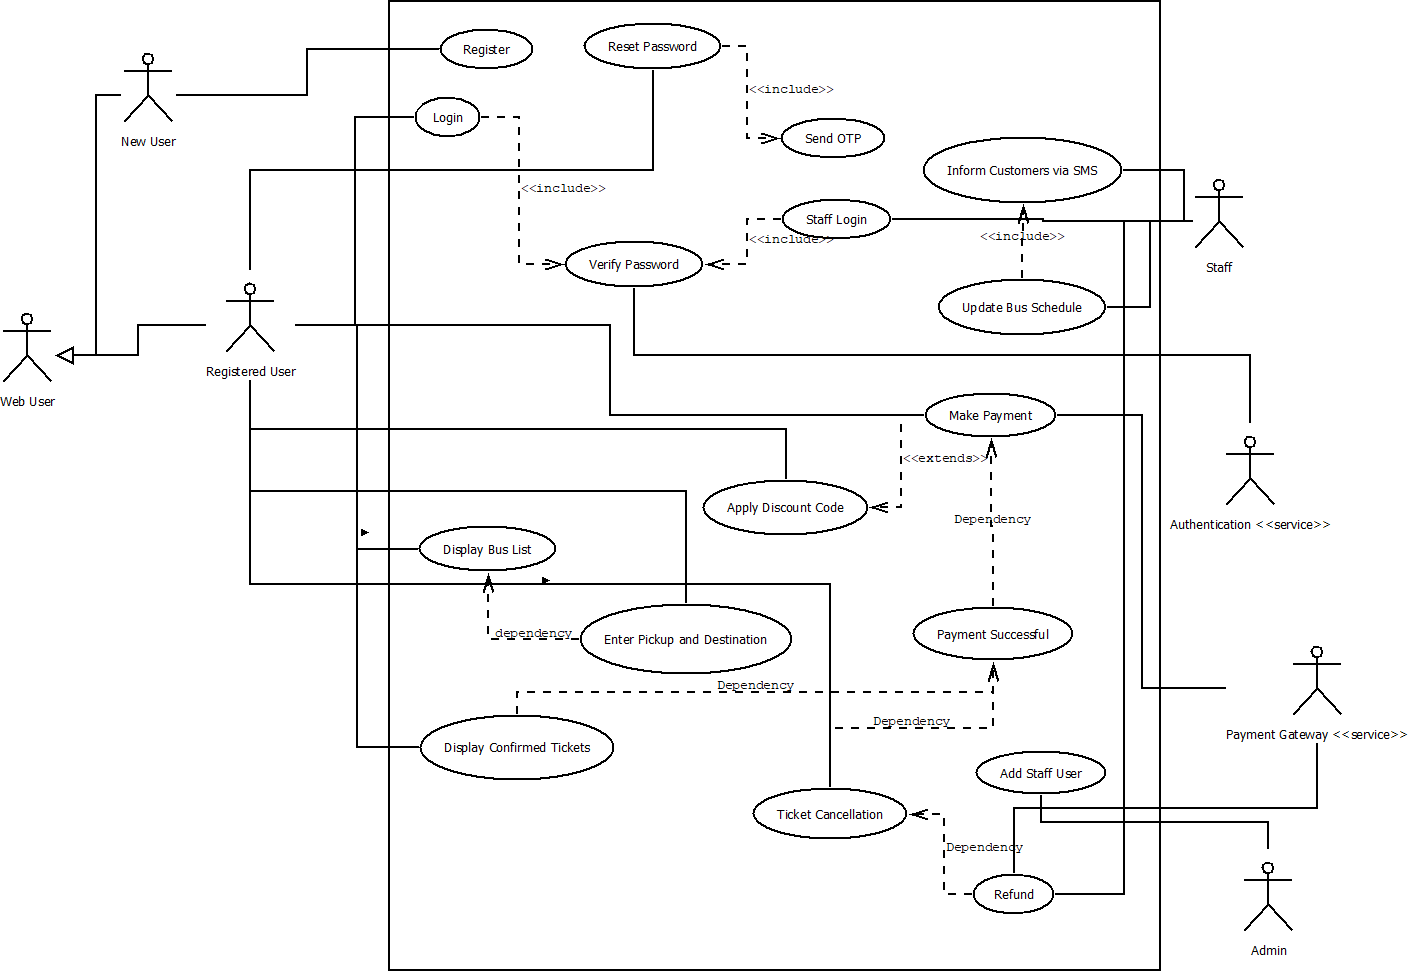 Register
Reset Password
<<include>>
Login
New User
Send OTP
Inform Customers via SMS
<<include>>
Staff Login
<<include>>
<<include>>
Staff
Verify Password
Update Bus Schedule
Registered User
Web User
Make Payment
<<extends>>
Apply Discount Code
Dependency
Authentication <<service>>
Display Bus List
dependency
Enter Pickup and Destination
Payment Successful
Dependency
Dependency
Payment Gateway <<service>>
Display Confirmed Tickets
Add Staff User
Ticket Cancellation
Dependency
Refund
Admin